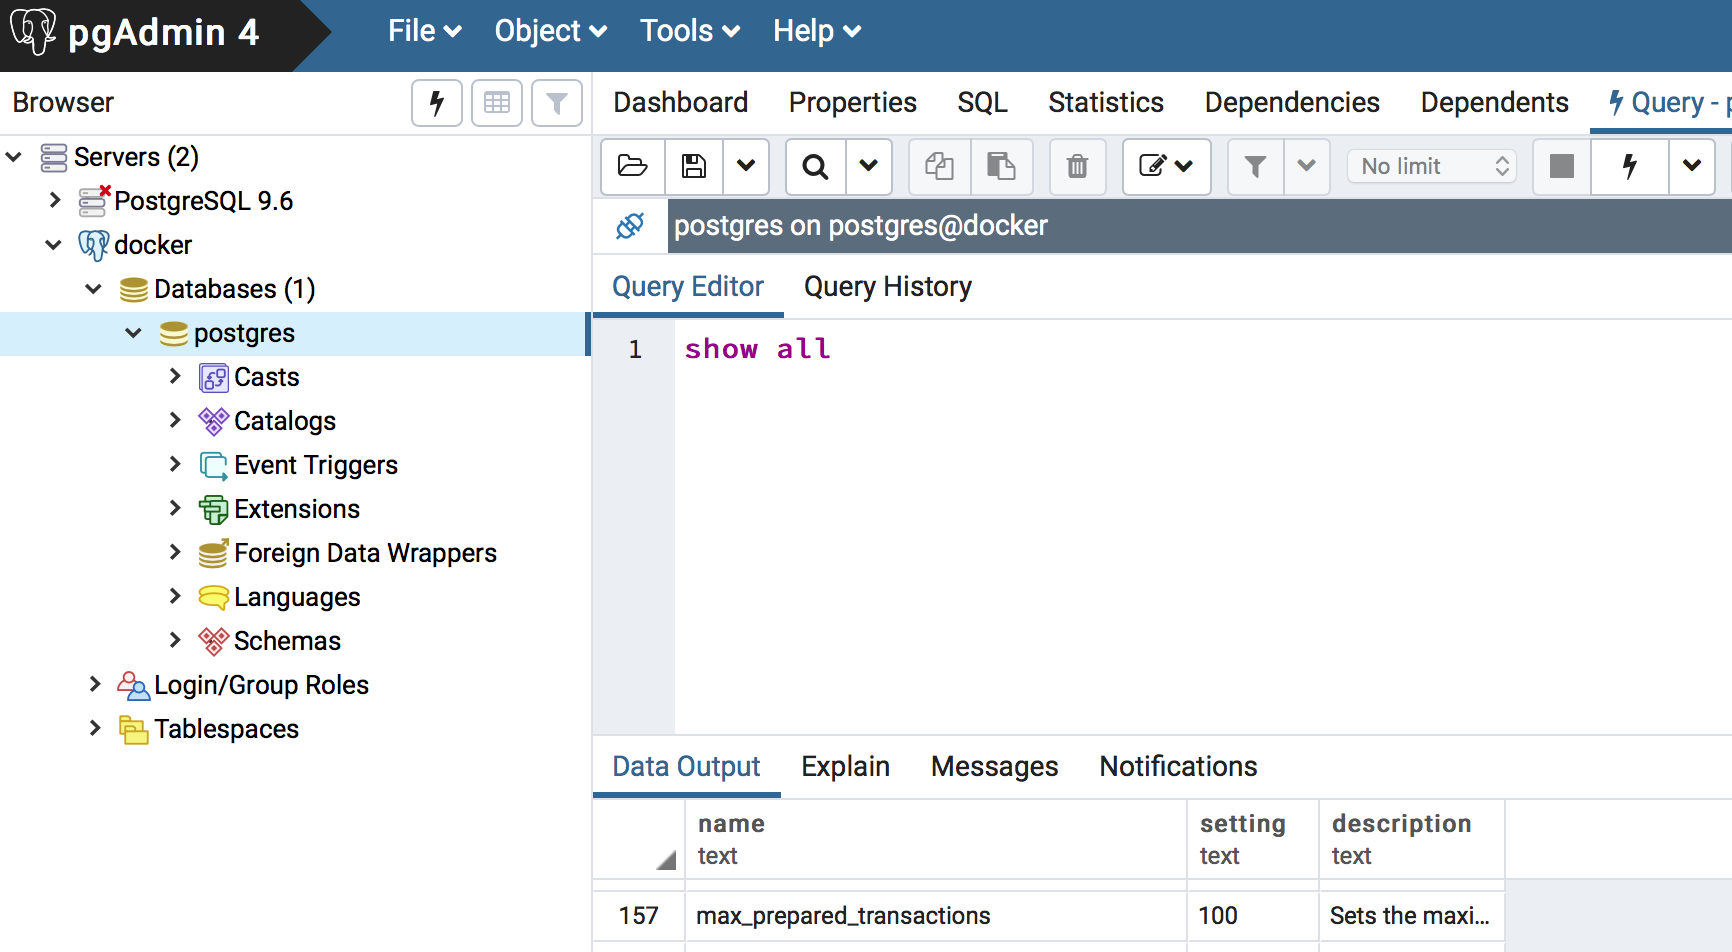 pgAdmin 4
File Object Tools Help
Browser
Dashboard Properties SQL Statistics Dependencies Dependents Query - p
Servers (2)
PostgreSQL 9.6
docker
Databases (1)
postgres
Casts
Catalogs
Event Triggers
Extensions
Foreign Data Wrappers
Languages
Schemas
Login/Group Roles
Tablespaces
No limit
postgres on postgres@docker
Query Editor Query History
1 show all
Data Output Explain Messages Notifications
name setting description
text text text
157 max_prepared_transactions 100 Sets the maxi...